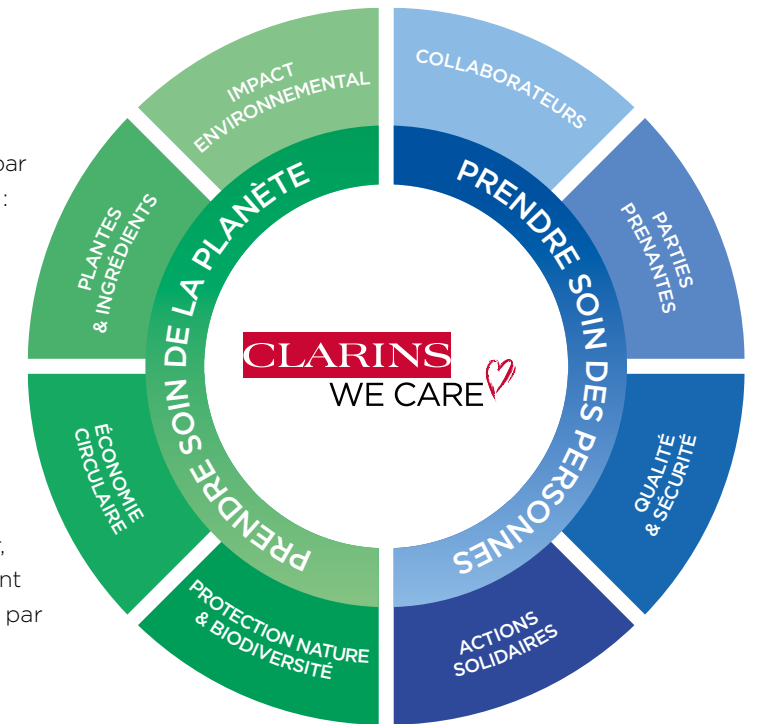 par
:
,
nt
par
IMPACT
ENVIRONNEMENTAL
COLLABORATEURS
PLANTES
& INGRÉDIENTS
PARTIES
PRENANTES
PRENDRE SOIN DE LA PLANÈTE
PRENDRE SOIN DES PERSONNES
CLARINS
WE CARE
ÉCONOMIE
CIRCULAIRE
QUALITÉ
& SÉCURITÉ
PROTECTION NATURE
& BIODIVERSITÉ
ACTIONS
SOLIDAIRES